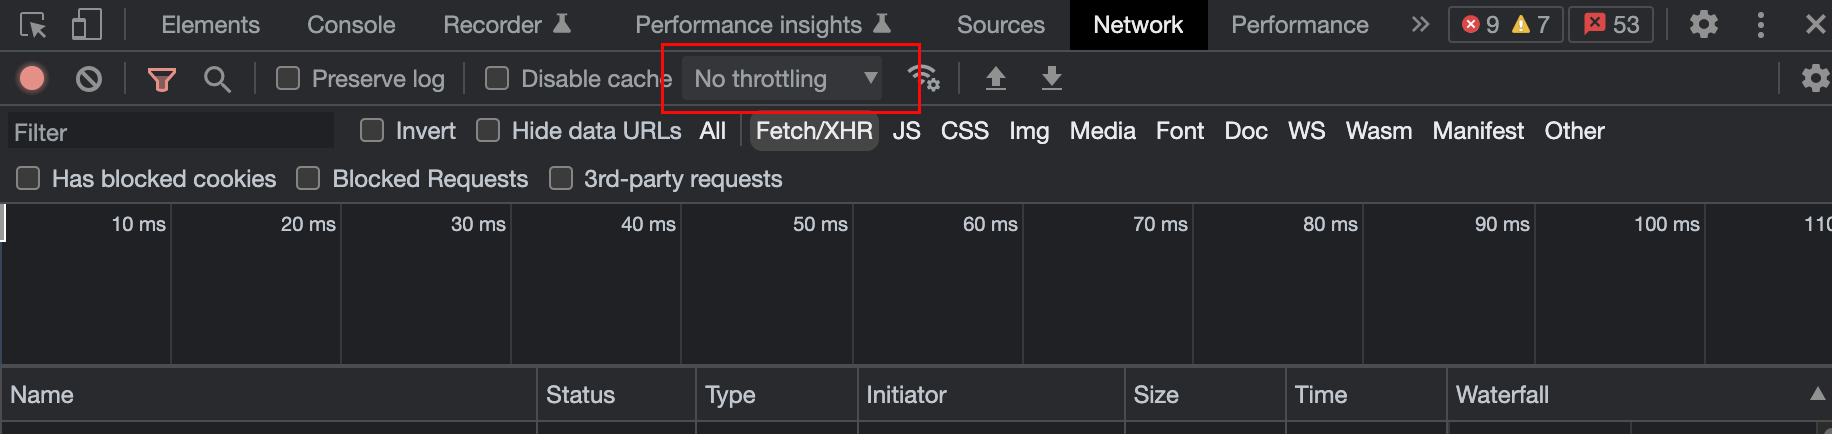 Elements Console Recorder Performance insights Sources Network Performance » 9 7 53
Preserve log Disable cache No throttling
Filter Invert Hide data URLs All Fetch/XHR JS CSS Img Media Font Doc WS Wasm Manifest Other
Has blocked cookies Blocked Requests 3rd-party requests
10 ms 20 ms 30 ms 40 ms 50 ms 60 ms 70 ms 80 ms 90 ms 100 ms 110
Name Status Type Initiator Size Time Waterfall